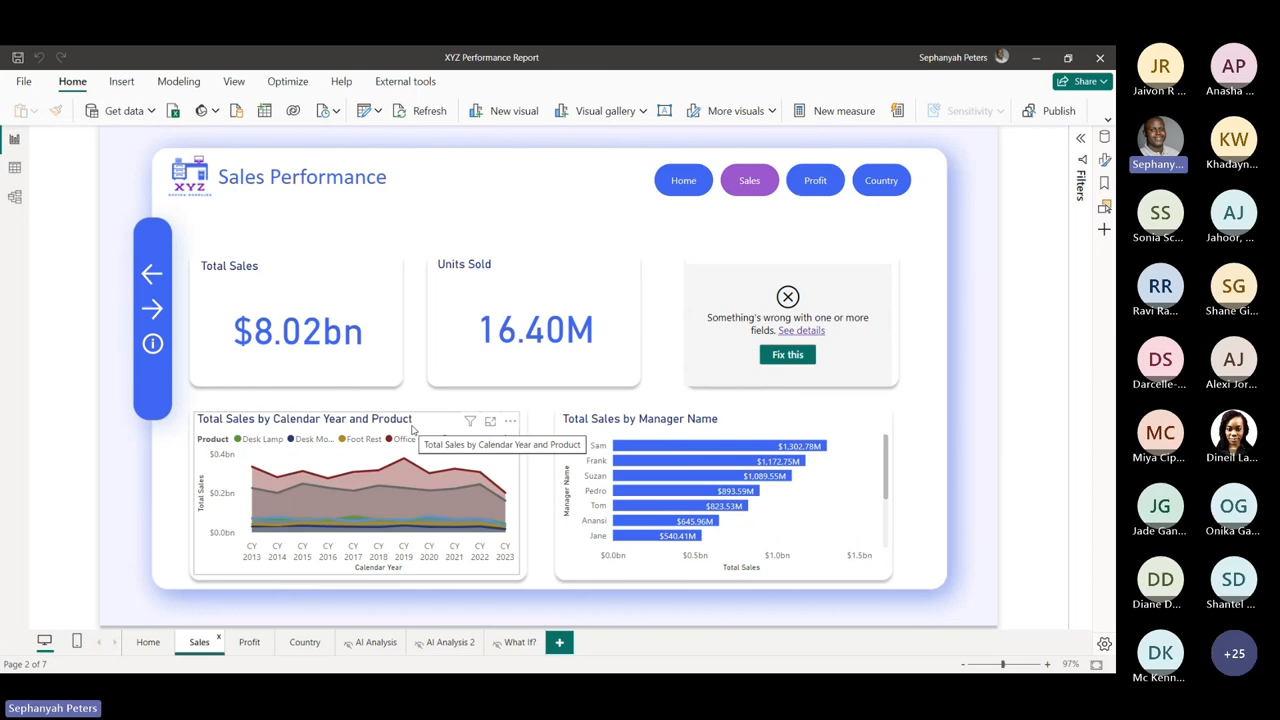 XYZ Performance Report
Sephanyah Peters
File Home Insert Modeling View Optimize Help External tools
Share
Get data Refresh New visual Visual gallery More visuals New measure Sensitivity Publish
XYZ
Sales Performance
Home Sales Profit Country
Filters
Total Sales
$8.02bn
Units Sold
16.40M
Something's wrong with one or more
fields. See details
Fix this
Total Sales by Calendar Year and Product
Product Desk Lamp Desk Mo... Foot Rest Office
Total Sales by Calendar Year and Product
$0.4bn
$0.2bn
$0.0bn
Total Sales
CY 2013 CY 2014 CY 2015 CY 2016 CY 2017 CY 2018 CY 2019 CY 2020 CY 2021 CY 2022 CY 2023
Calendar Year
Total Sales by Manager Name
Manager Name
Sam $1,302.78M
Frank $1,172.75M
Suzan $1,089.55M
Pedro $893.59M
Tom $823.53M
Anansi $645.96M
Jane $540.41M
$0.0bn $0.5bn $1.0bn $1.5bn
Total Sales
Home Sales x Profit Country AI Analysis AI Analysis 2 What If? +
Page 2 of 7
- + 97%
JR AP
Jaivon R ... Anasha ...
KW
Sephany... Khadayn...
SS AJ
Sonia Sc... Jahoor, ...
RR SG
Ravi Ra... Shane Gi...
DS AJ
Darcelle-... Alexi Jor...
MC
Miya Cip... Dinell La...
JG OG
Jade Gan... Onika Ga...
DD SD
Diane D... Shantel ...
DK +25
Mc Kenn...
Sephanyah Peters